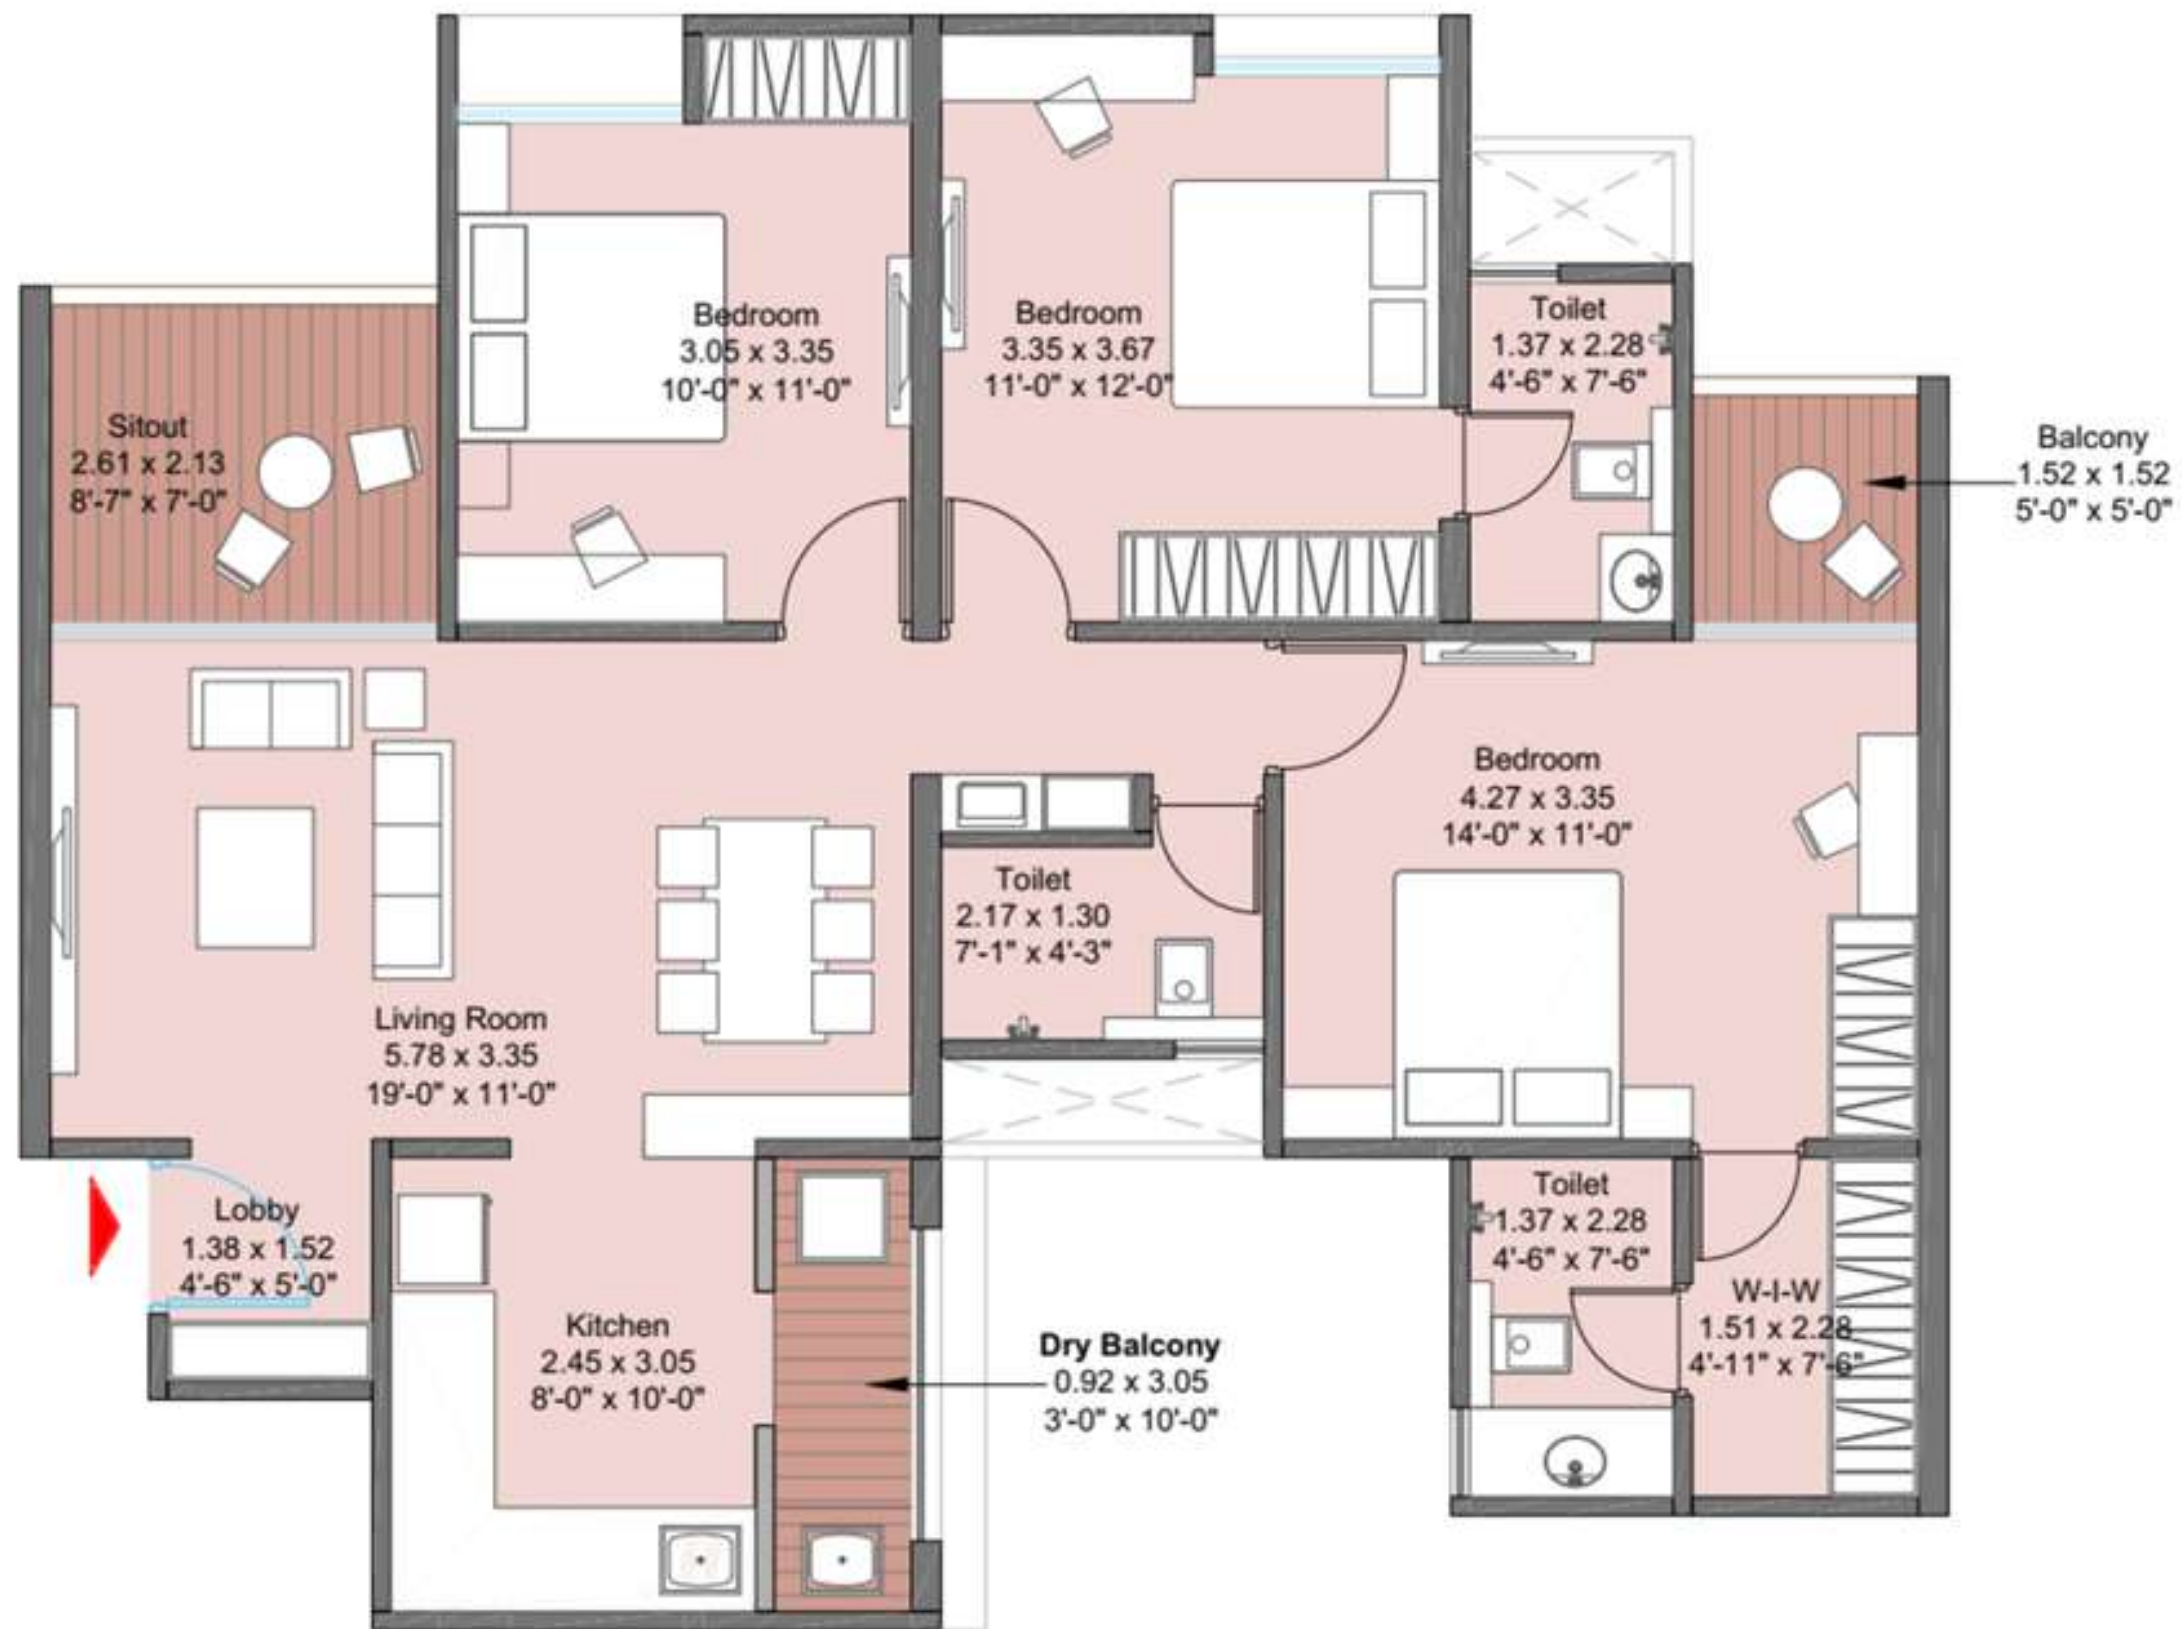 Bedroom
3.05 x 3.35
10'-0" x 11'-0"
Bedroom
3.35 x 3.67
11'-0" x 12'-0"
Toilet
1.37 x 2.28
4'-6" x 7'-6"
Sitout
2.61 x 2.13
8'-7" x 7'-0"
Balcony
1.52 x 1.52
5'-0" x 5'-0"
Bedroom
4.27 x 3.35
14'-0" x 11'-0"
Toilet
2.17 x 1.30
7'-1" x 4'-3"
Living Room
5.78 x 3.35
19'-0" x 11'-0"
Lobby
1.38 x 1.52
4'-6" x 5'-0"
Toilet
1.37 x 2.28
4'-6" x 7'-6"
W-I-W
1.51 x 2.28
4'-11" x 7'-6"
Kitchen
2.45 x 3.05
8'-0" x 10'-0"
Dry Balcony
0.92 x 3.05
3'-0" x 10'-0"